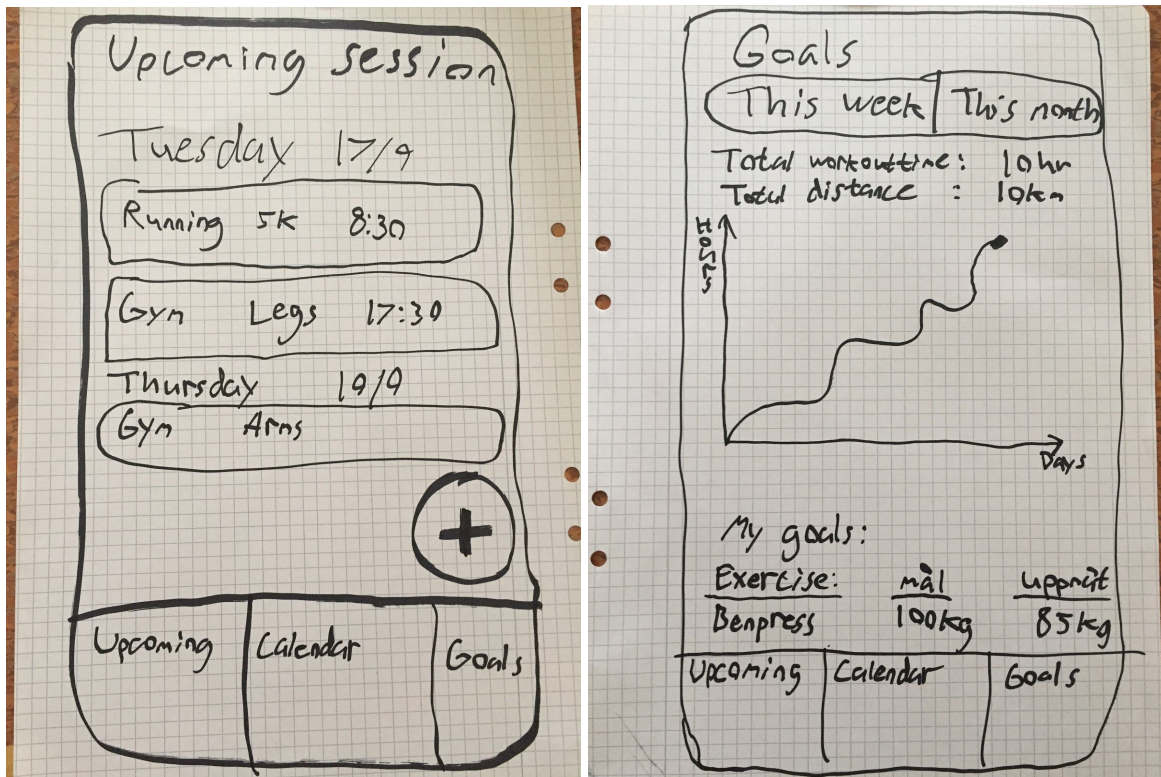 Upcoming session
Tuesday 17/9
Running 5K 8:30
Gym Legs 17:30
Thursday 19/9
Gym Arms
+
Upcoming Calendar Goals
Goals
This week This month
Total workouttime: 10hr
Total distance : 10km
Hours
Days
My goals:
Exercise: mål uppnåt
Benpress 100kg 85kg
Upcoming Calendar Goals